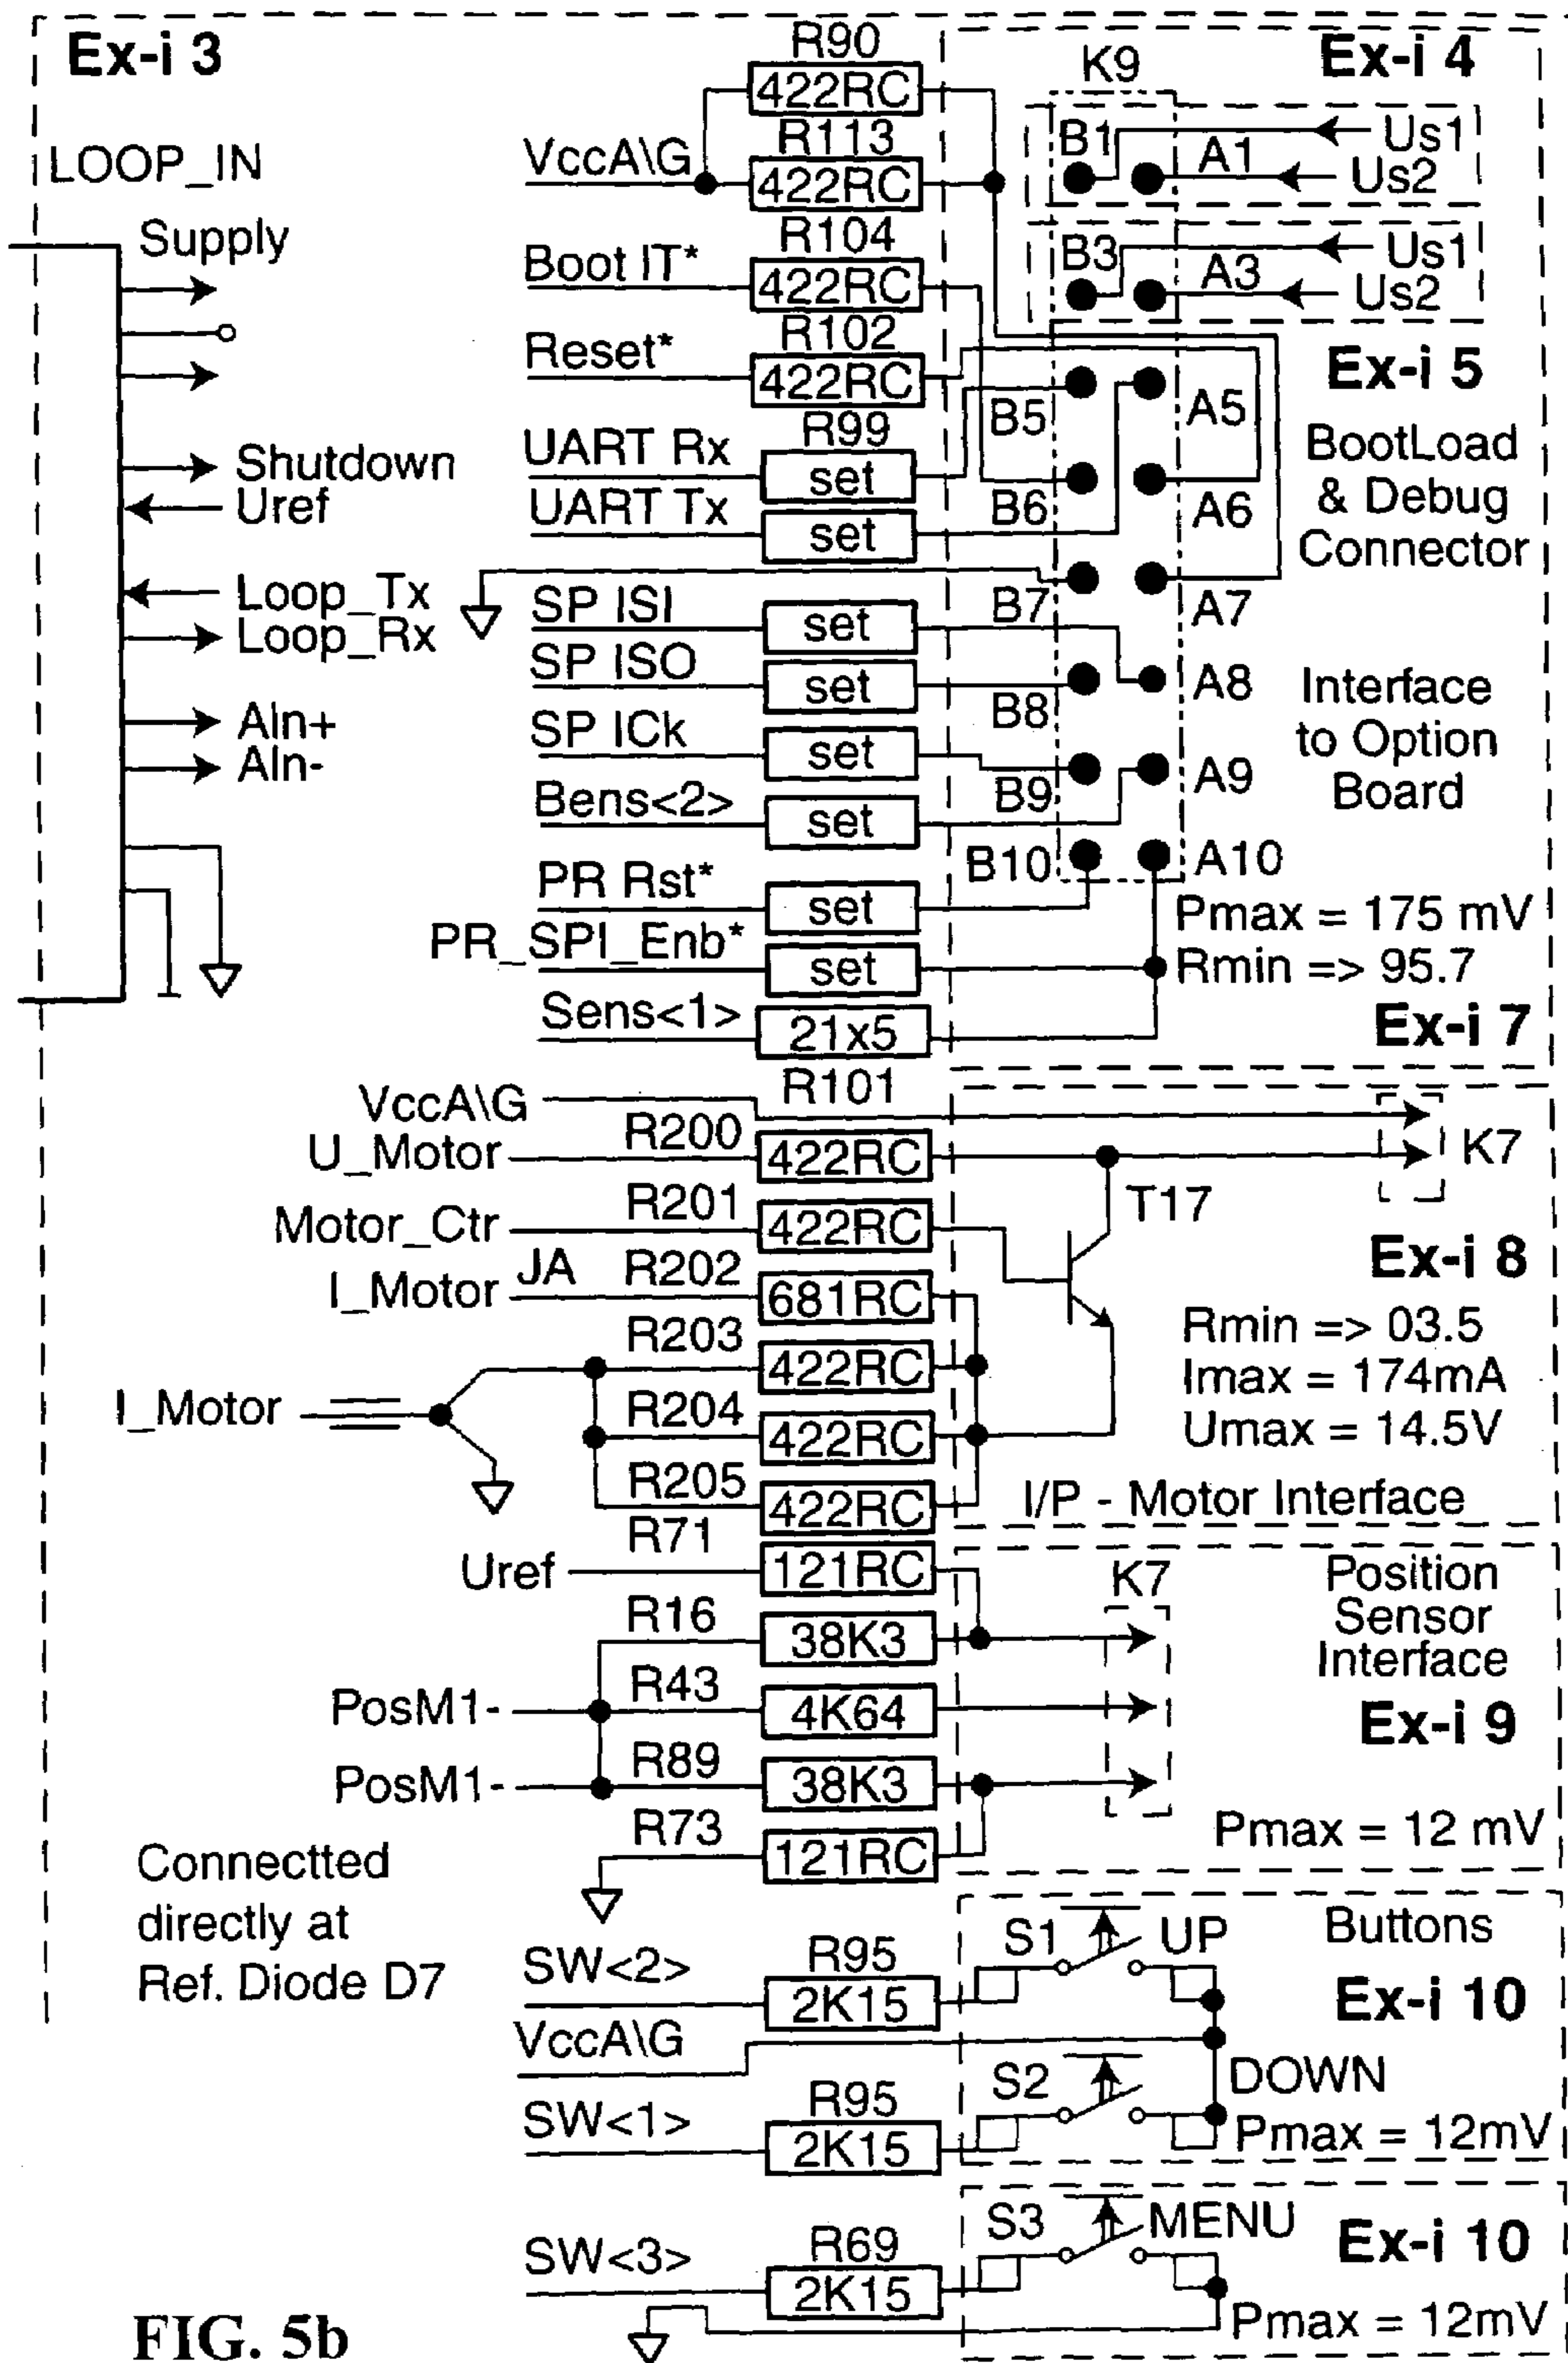 Ex-i 3
R90
422RC
K9
Ex-i 4
LOOP_IN
VccA\G
R113
422RC
B1
A1
Us1
Us2
Supply
Boot IT*
R104
422RC
B3
A3
Us1
Us2
Reset*
R102
422RC
Ex-i 5
B5
A5
UART Rx
R99
set
BootLoad
& Debug
Connector
Shutdown
Uref
UART Tx
set
B6
A6
Loop_Tx
Loop_Rx
SP ISI
set
B7
A7
SP ISO
set
B8
A8
Interface
to Option
Board
AIn+
AIn-
SP ICk
set
B9
A9
Bens<2>
set
B10
A10
PR Rst*
set
Pmax = 175 mV
PR_SPI_Enb*
set
Rmin => 95.7
Sens<1>
21x5
Ex-i 7
R101
VccA\G
U_Motor
R200
422RC
K7
T17
Motor_Ctr
R201
422RC
Ex-i 8
I_Motor
JA
R202
681RC
Rmin => 03.5
R203
422RC
Imax = 174mA
I_Motor
R204
422RC
Umax = 14.5V
R205
422RC
I/P - Motor Interface
R71
Uref
121RC
K7
Position
Sensor
Interface
R16
38K3
PosM1-
R43
4K64
Ex-i 9
PosM1-
R89
38K3
R73
121RC
Pmax = 12 mV
Connectted
directly at
Ref. Diode D7
SW<2>
R95
2K15
S1
UP
Buttons
Ex-i 10
VccA\G
S2
DOWN
SW<1>
R95
2K15
Pmax = 12mV
S3
MENU
Ex-i 10
SW<3>
R69
2K15
Pmax = 12mV
FIG. 5b